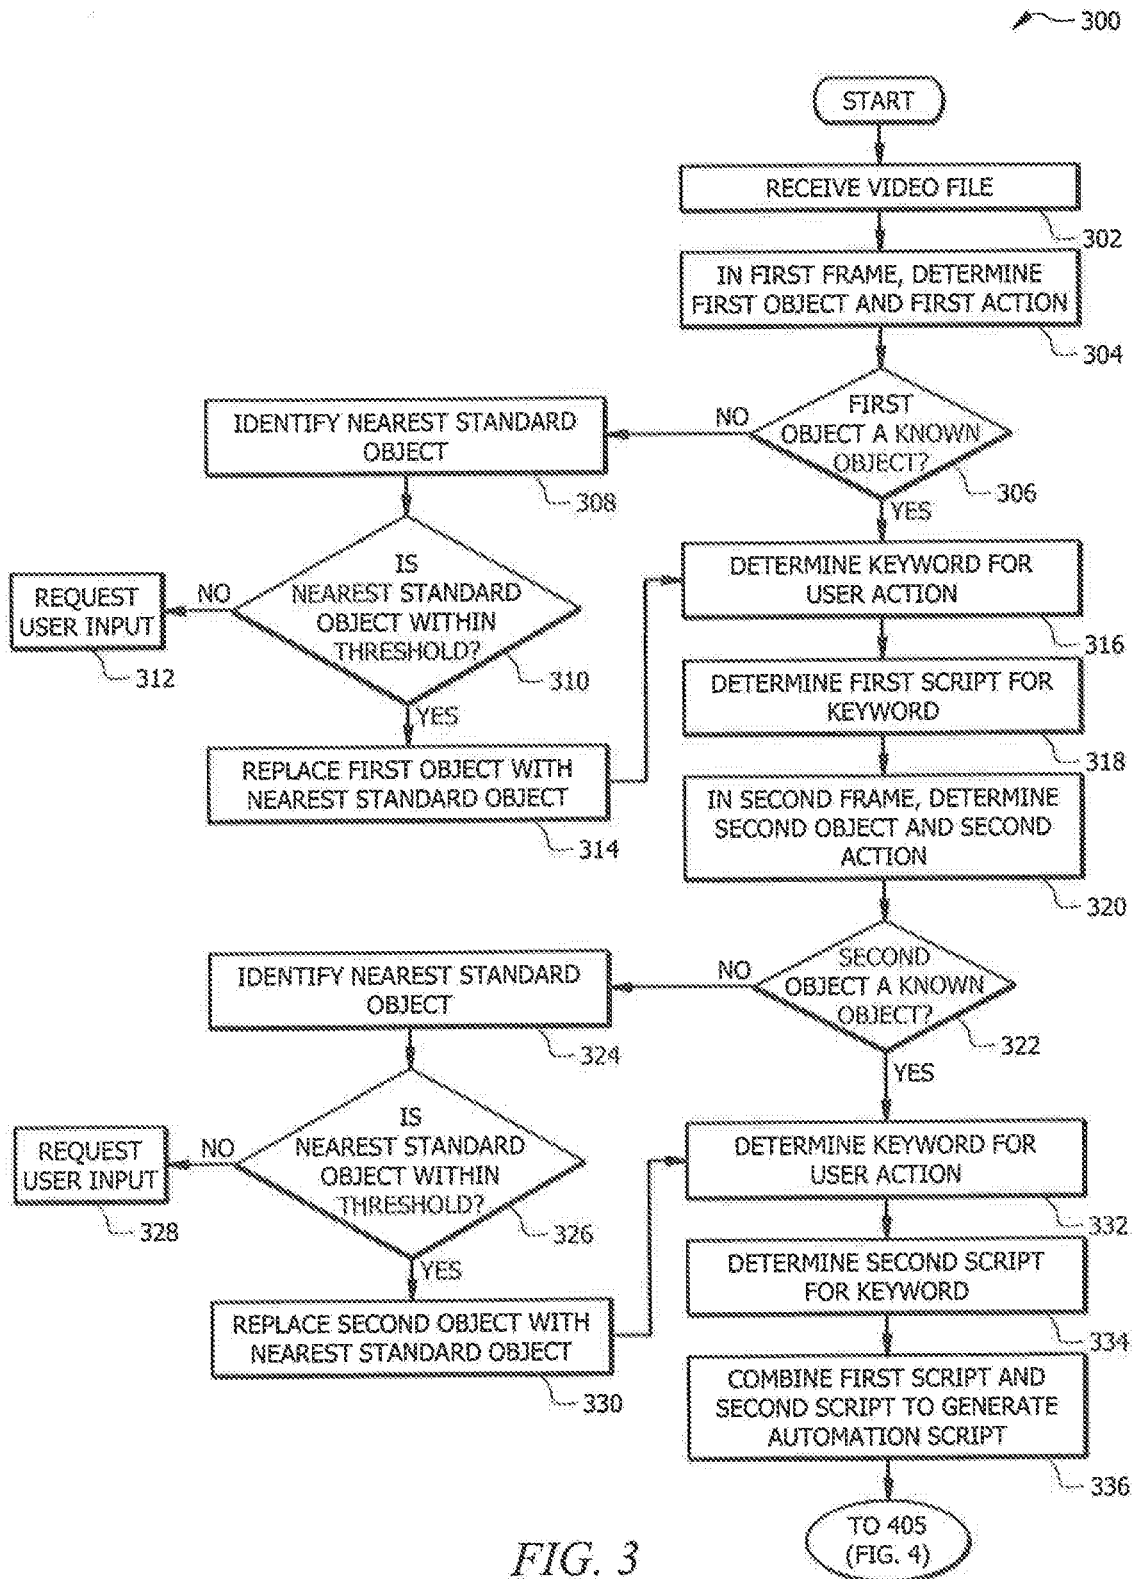 300
START
RECEIVE VIDEO FILE
302
IN FIRST FRAME, DETERMINE
FIRST OBJECT AND FIRST ACTION
304
FIRST
OBJECT A KNOWN
OBJECT?
306
NO
YES
IDENTIFY NEAREST STANDARD
OBJECT
308
IS
NEAREST STANDARD
OBJECT WITHIN
THRESHOLD?
310
NO
REQUEST
USER INPUT
312
YES
REPLACE FIRST OBJECT WITH
NEAREST STANDARD OBJECT
314
DETERMINE KEYWORD FOR
USER ACTION
316
DETERMINE FIRST SCRIPT FOR
KEYWORD
318
IN SECOND FRAME, DETERMINE
SECOND OBJECT AND SECOND
ACTION
320
SECOND
OBJECT A KNOWN
OBJECT?
322
NO
YES
IDENTIFY NEAREST STANDARD
OBJECT
324
IS
NEAREST STANDARD
OBJECT WITHIN
THRESHOLD?
326
NO
REQUEST
USER INPUT
328
YES
REPLACE SECOND OBJECT WITH
NEAREST STANDARD OBJECT
330
DETERMINE KEYWORD FOR
USER ACTION
332
DETERMINE SECOND SCRIPT
FOR KEYWORD
334
COMBINE FIRST SCRIPT AND
SECOND SCRIPT TO GENERATE
AUTOMATION SCRIPT
336
TO 405
(FIG. 4)
FIG. 3